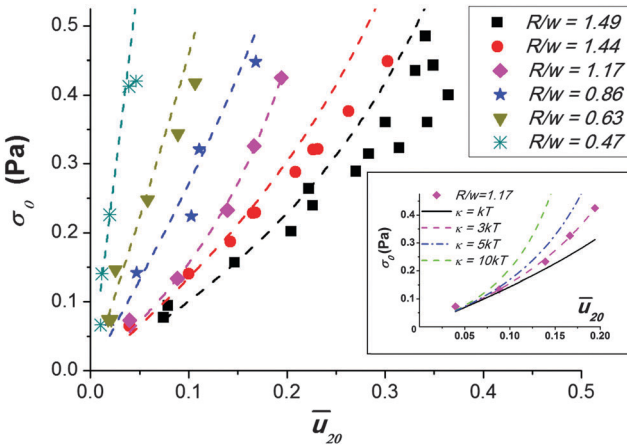 0.5
0.4
0.3
0.2
0.1
0.0
σ₀ (Pa)
0.0 0.1 0.2 0.3 0.4 0.5
u̅₂₀
R/w = 1.49
R/w = 1.44
R/w = 1.17
R/w = 0.86
R/w = 0.63
R/w = 0.47
R/w=1.17
κ = kT
κ = 3kT
κ = 5kT
κ = 10kT
0.4
0.3
0.2
0.1
σ₀ (Pa)
u̅₂₀
0.05 0.10 0.15 0.20